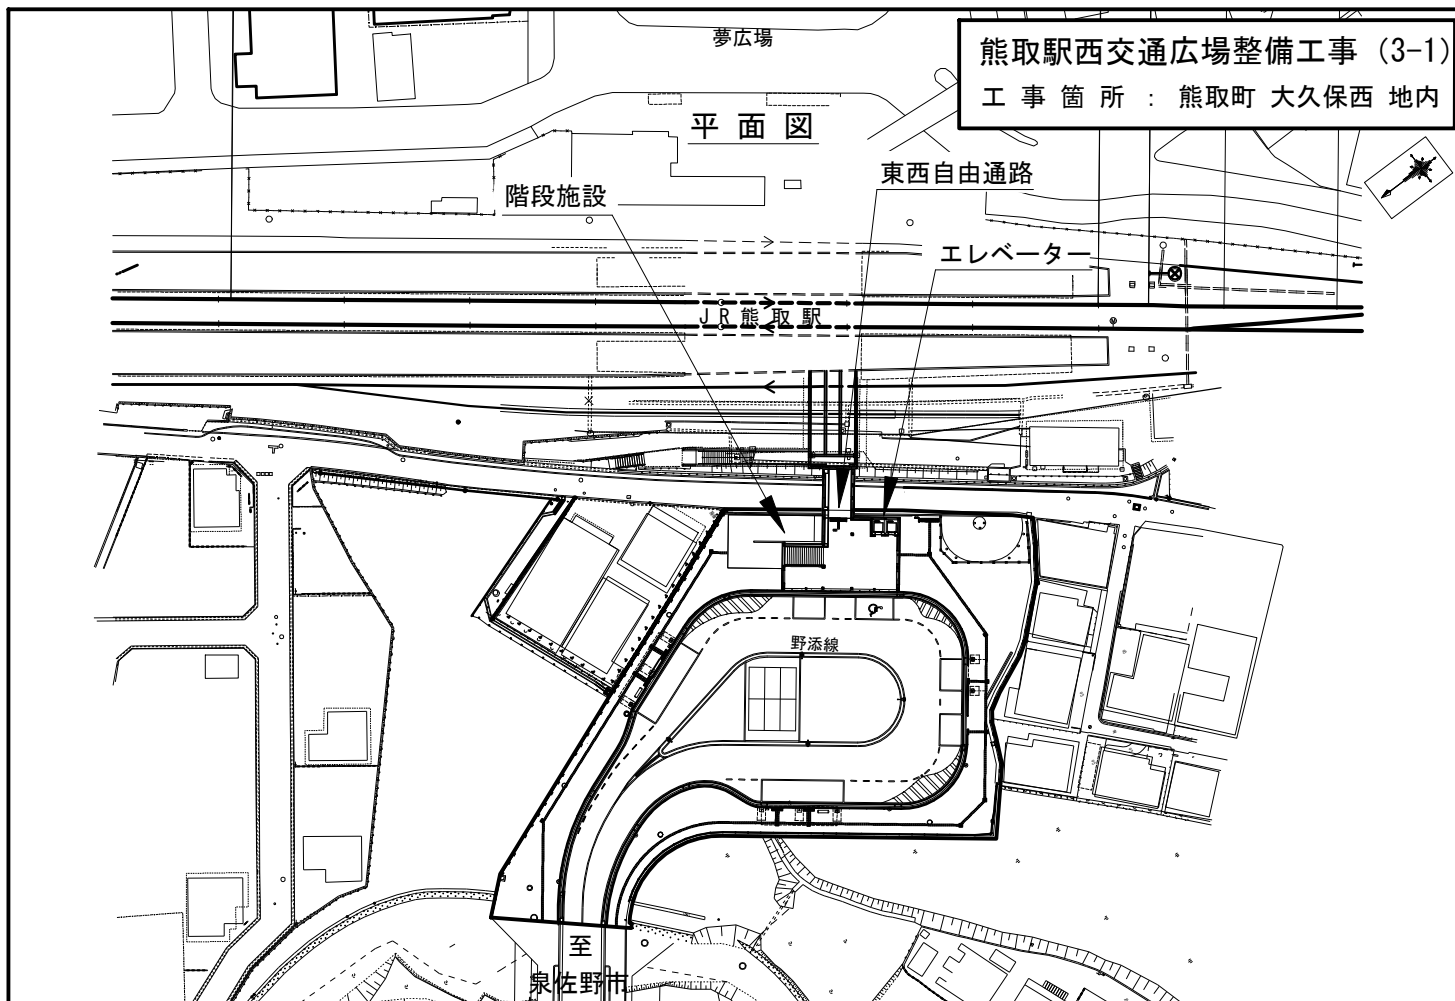 夢広場
熊取駅西交通広場整備工事（3-1）
工事箇所：熊取町 大久保西 地内
平面図
東西自由通路
階段施設
エレベーター
JR熊取駅
野添線
至
泉佐野市